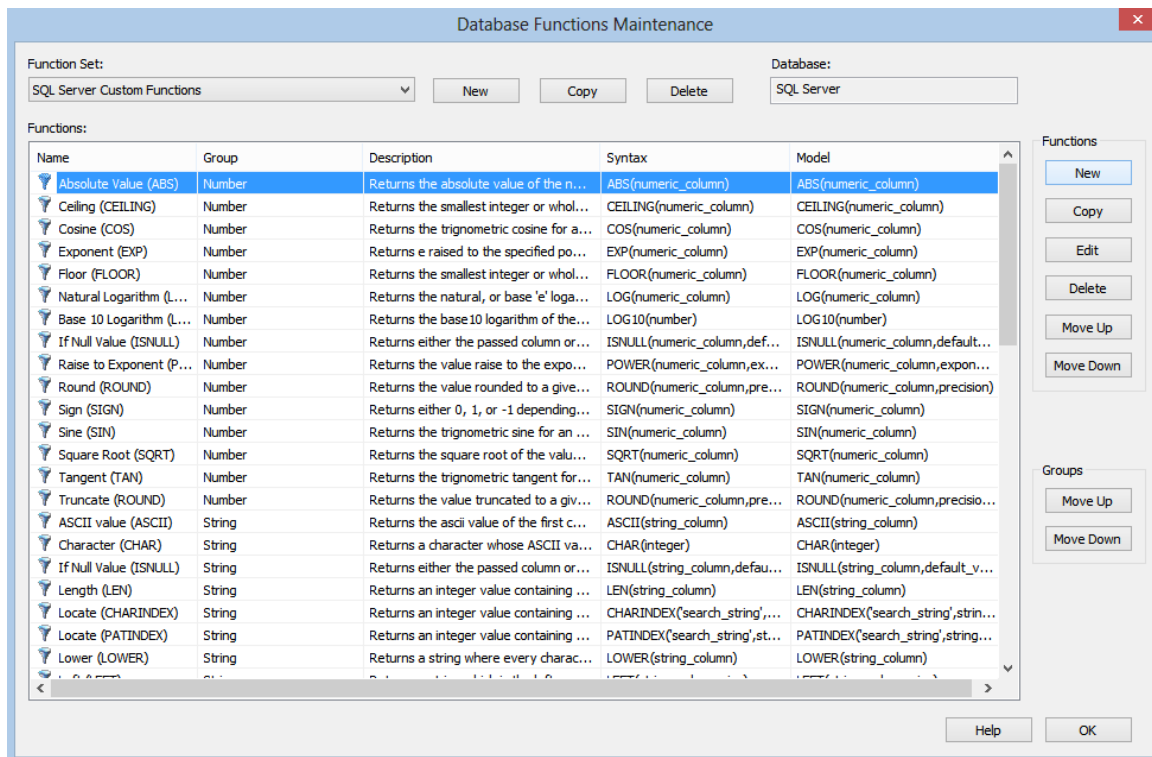 Database Functions Maintenance
Function Set:
Database:
SQL Server Custom Functions New Copy Delete SQL Server
Functions:
Functions
Name Group Description Syntax Model
Absolute Value (ABS) Number Returns the absolute value of the n... ABS(numeric_column) ABS(numeric_column)
New
Ceiling (CEILING) Number Returns the smallest integer or whol... CEILING(numeric_column) CEILING(numeric_column)
Copy
Cosine (COS) Number Returns the trignometric cosine for a... COS(numeric_column) COS(numeric_column)
Exponent (EXP) Number Returns e raised to the specified po... EXP(numeric_column) EXP(numeric_column)
Edit
Floor (FLOOR) Number Returns the smallest integer or whol... FLOOR(numeric_column) FLOOR(numeric_column)
Delete
Natural Logarithm (L... Number Returns the natural, or base 'e' loga... LOG(numeric_column) LOG(numeric_column)
Base 10 Logarithm (L... Number Returns the base10 logarithm of the... LOG10(number) LOG10(numeric_column)
Move Up
If Null Value (ISNULL) Number Returns either the passed column or... ISNULL(numeric_column,def... ISNULL(numeric_column,default...
Raise to Exponent (P... Number Returns the value raise to the expo... POWER(numeric_column,ex... POWER(numeric_column,expon...
Move Down
Round (ROUND) Number Returns the value rounded to a give... ROUND(numeric_column,pre... ROUND(numeric_column,precision)
Sign (SIGN) Number Returns either 0, 1, or -1 depending... SIGN(numeric_column) SIGN(numeric_column)
Sine (SIN) Number Returns the trignometric sine for an ... SIN(numeric_column) SIN(numeric_column)
Square Root (SQRT) Number Returns the square root of the valu... SQRT(numeric_column) SQRT(numeric_column)
Tangent (TAN) Number Returns the trignometric tangent for... TAN(numeric_column) TAN(numeric_column)
Groups
Truncate (ROUND) Number Returns the value truncated to a giv... ROUND(numeric_column,pre... ROUND(numeric_column,precisio...
Move Up
ASCII value (ASCII) String Returns the ascii value of the first c... ASCII(string_column) ASCII(string_column)
Character (CHAR) String Returns a character whose ASCII va... CHAR(integer) CHAR(integer)
Move Down
If Null Value (ISNULL) String Returns either the passed column or... ISNULL(string_column,defau... ISNULL(string_column,default_v...
Length (LEN) String Returns an integer value containing ... LEN(string_column) LEN(string_column)
Locate (CHARINDEX) String Returns an integer value containing ... CHARINDEX('search_string',... CHARINDEX('search_string',strin...
Locate (PATINDEX) String Returns an integer value containing ... PATINDEX('search_string',st... PATINDEX('search_string',string...
Lower (LOWER) String Returns a string where every charac... LOWER(string_column) LOWER(string_column)
Help OK